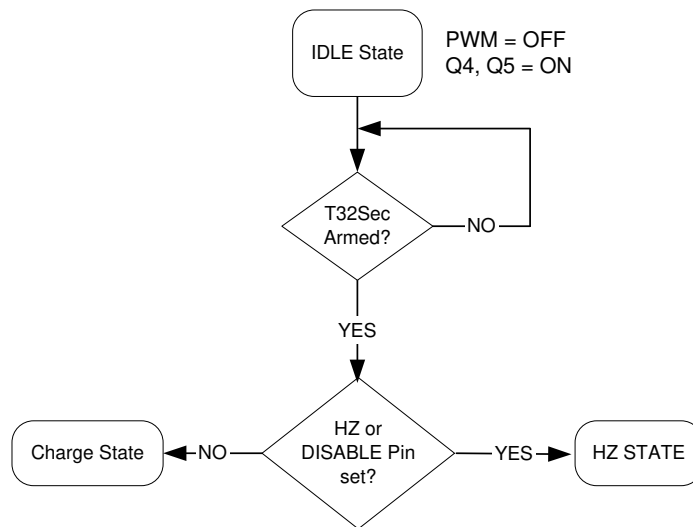 IDLE State
PWM = OFF
Q4, Q5 = ON
T32Sec
Armed?
NO
YES
HZ or
DISABLE Pin
set?
Charge State
NO
YES
HZ STATE